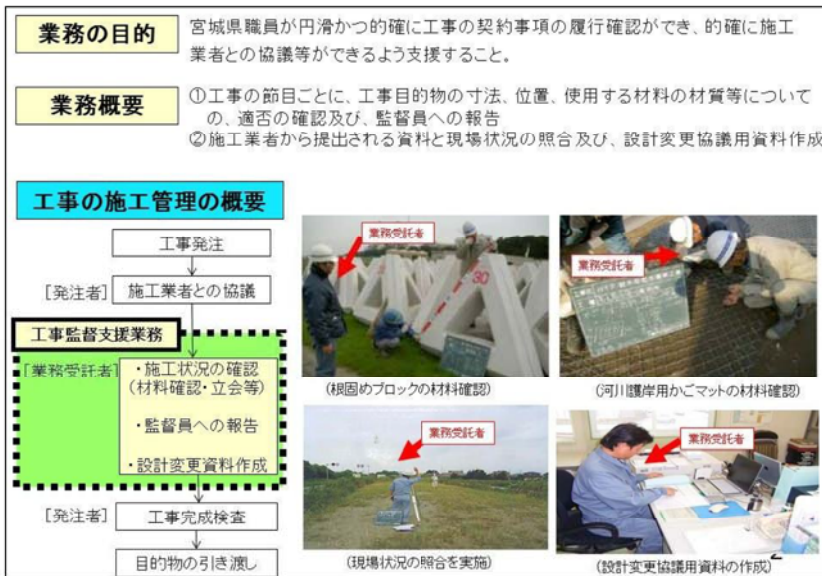 業務の目的
宮城県職員が円滑かつ的確に工事の契約事項の履行確認ができ、的確に施工
業者との協議等ができるよう支援すること。
業務概要
①工事の節目ごとに、工事目的物の寸法、位置、使用する材料の材質等について
の、適否の確認及び、監督員への報告
②施工業者から提出される資料と現場状況の照合及び、設計変更協議用資料作成
工事の施工管理の概要
工事発注
[発注者]
施工業者との協議
工事監督支援業務
[業務受託者]
・施工状況の確認
(材料確認・立会等)
・監督員への報告
・設計変更資料作成
[発注者]
工事完成検査
目的物の引き渡し
業務受託者
30
(根固めブロックの材料確認)
業務受託者
(河川護岸用かごマットの材料確認)
業務受託者
(現場状況の照合を実施)
業務受託者
(設計変更協議用資料の作成)